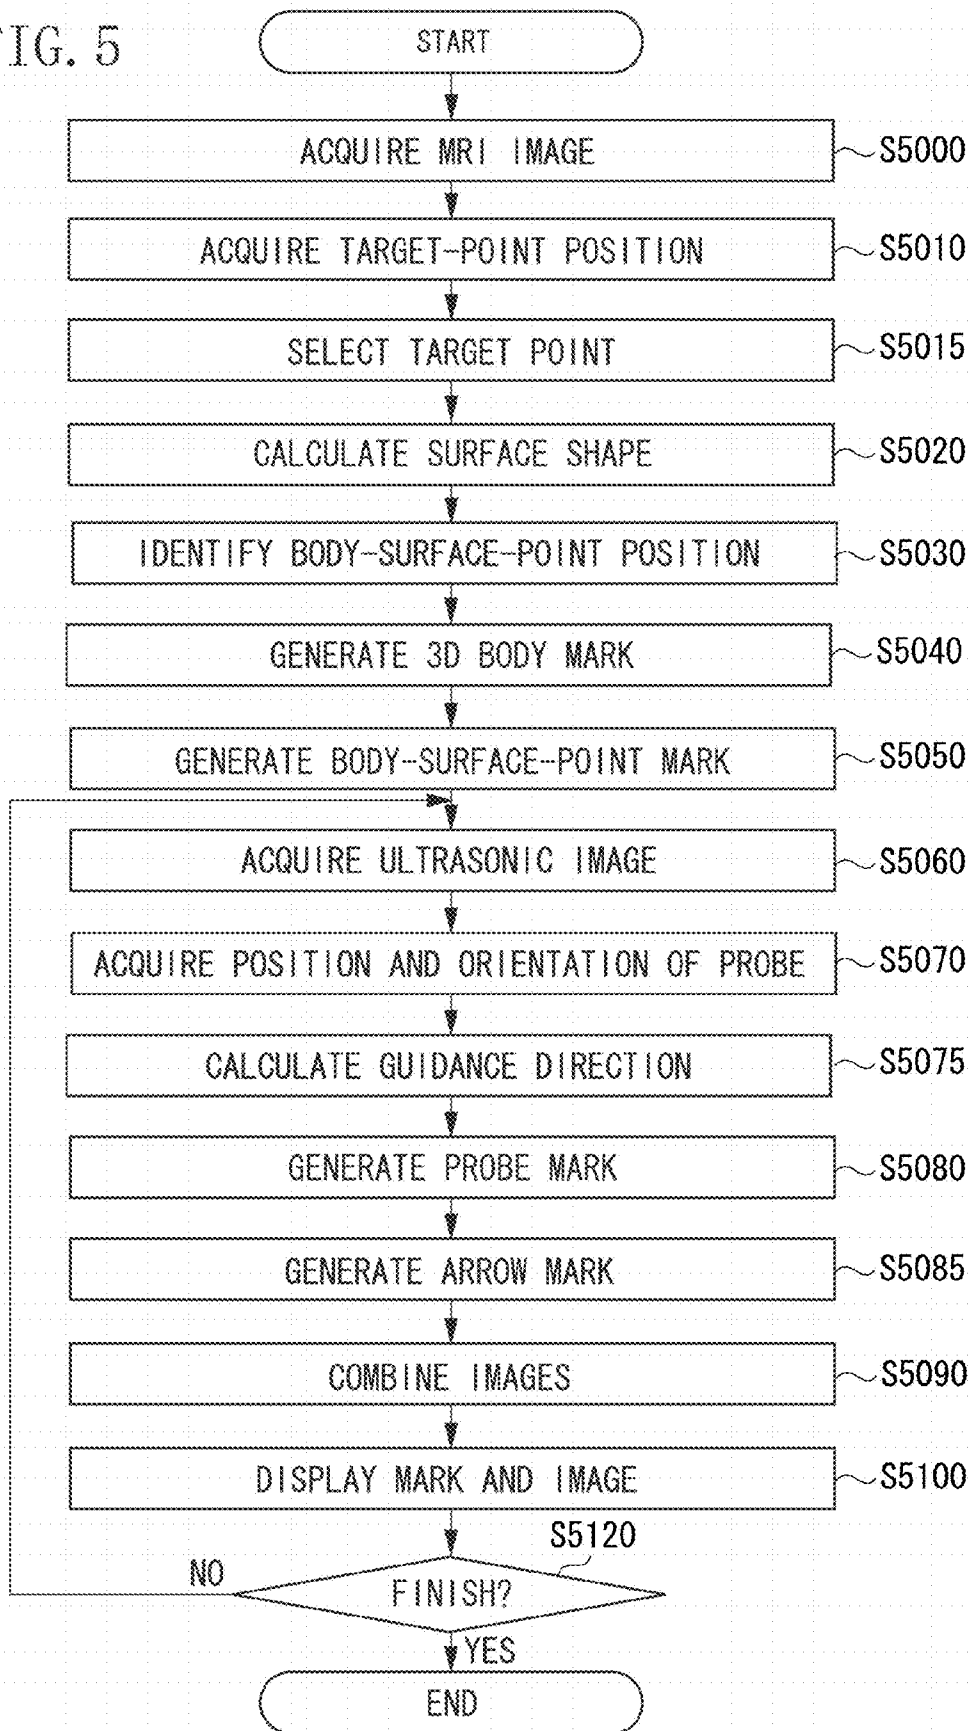 FIG. 5
START
ACQUIRE MRI IMAGE S5000
ACQUIRE TARGET-POINT POSITION S5010
SELECT TARGET POINT S5015
CALCULATE SURFACE SHAPE S5020
IDENTIFY BODY-SURFACE-POINT POSITION S5030
GENERATE 3D BODY MARK S5040
GENERATE BODY-SURFACE-POINT MARK S5050
ACQUIRE ULTRASONIC IMAGE S5060
ACQUIRE POSITION AND ORIENTATION OF PROBE S5070
CALCULATE GUIDANCE DIRECTION S5075
GENERATE PROBE MARK S5080
GENERATE ARROW MARK S5085
COMBINE IMAGES S5090
DISPLAY MARK AND IMAGE S5100
S5120
NO
FINISH?
YES
END